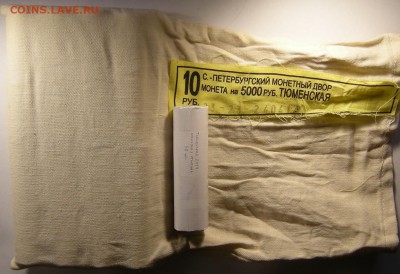 COINS.LAVE.RU
10 С.-ПЕТЕРБУРГСКИЙ МОНЕТНЫЙ ДВОР
РУБ. МОНЕТА на 5000 РУБ. ТЮМЕНСКАЯ